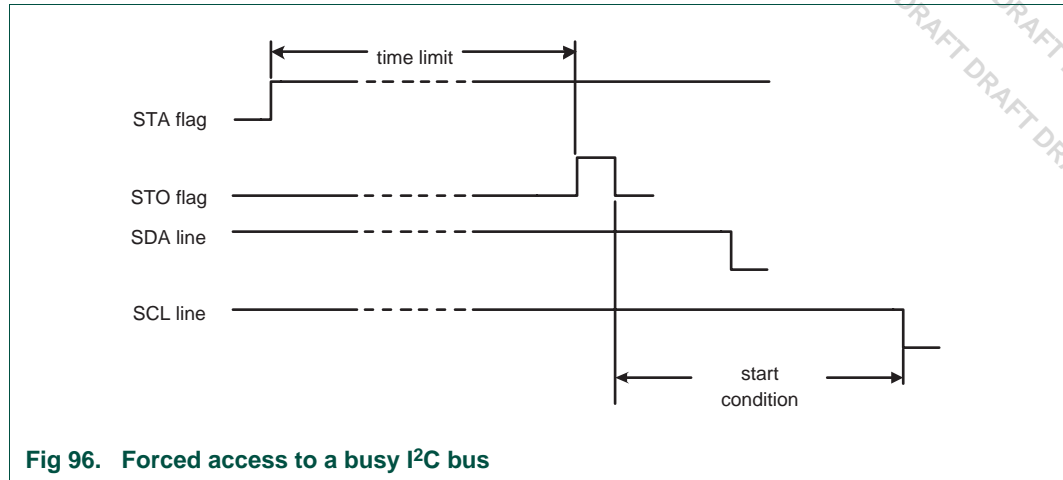 DRAFT
DRAFT DRAFT
time limit
STA flag
STO flag
SDA line
SCL line
start
condition
Fig 96. Forced access to a busy I²C bus